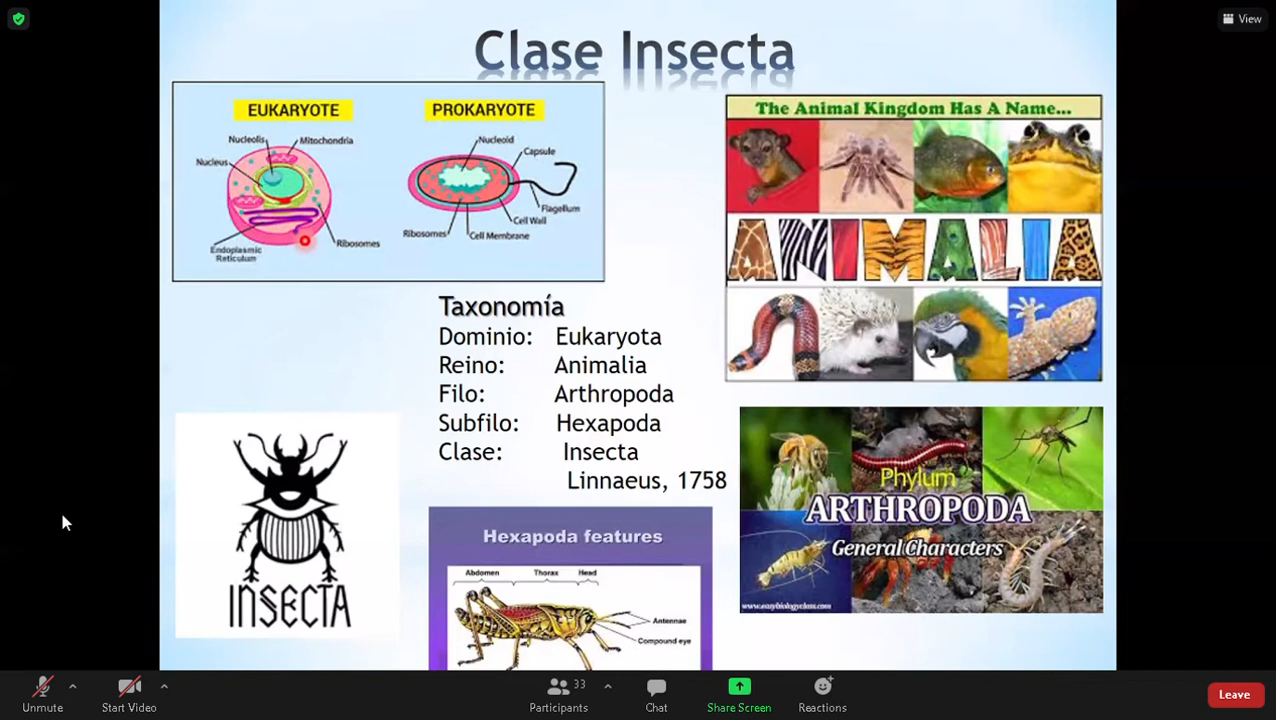 View
Clase Insecta
EUKARYOTE
PROKARYOTE
Nucleolis
Mitochondria
Nucleus
Endoplasmic
Reticulum
Ribosomes
Nucleoid
Capsule
Flagellum
Cell Wall
Ribosomes
Cell Membrane
The Animal Kingdom Has A Name...
ANIMALIA
Taxonomía
Dominio: Eukaryota
Reino: Animalia
Filo: Arthropoda
Subfilo: Hexapoda
Clase: Insecta
Linnaeus, 1758
INSECTA
Hexapoda features
Abdomen Thorax Head
Antennae
Compound eye
Phylum
ARTHROPODA
General Characters
www.easybiologyclass.com
Unmute
Start Video
33
Participants
Chat
Share Screen
Reactions
Leave